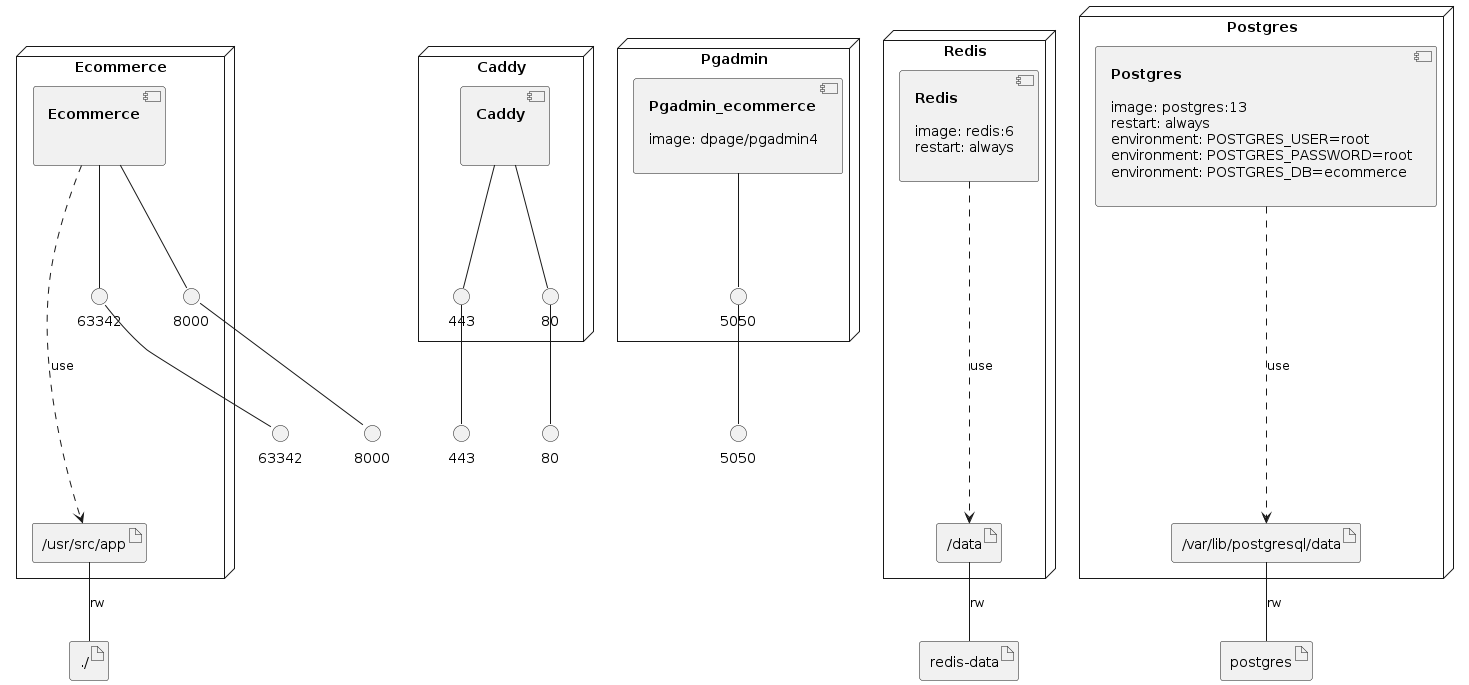 Ecommerce
Ecommerce
63342
8000
use
63342
8000
/usr/src/app
rw
./
Caddy
Caddy
443
80
443
80
Pgadmin
Pgadmin_ecommerce
image: dpage/pgadmin4
5050
5050
Redis
Redis
image: redis:6
restart: always
use
/data
rw
redis-data
Postgres
Postgres
image: postgres:13
restart: always
environment: POSTGRES_USER=root
environment: POSTGRES_PASSWORD=root
environment: POSTGRES_DB=ecommerce
use
/var/lib/postgresql/data
rw
postgres